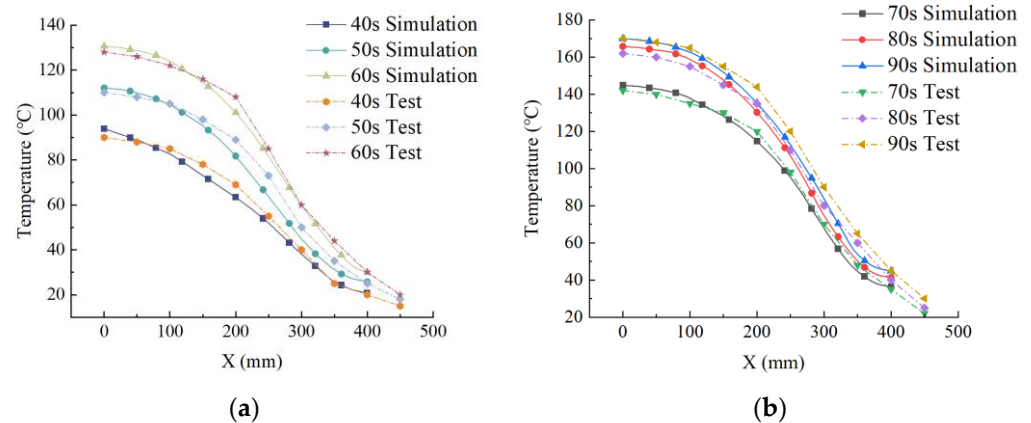 140
120
100
80
60
40
20
Temperature (°C)
0
100
200
300
400
500
X (mm)
40s Simulation
50s Simulation
60s Simulation
40s Test
50s Test
60s Test
(a)
180
160
140
120
100
80
60
40
20
Temperature (°C)
0
100
200
300
400
500
X (mm)
70s Simulation
80s Simulation
90s Simulation
70s Test
80s Test
90s Test
(b)